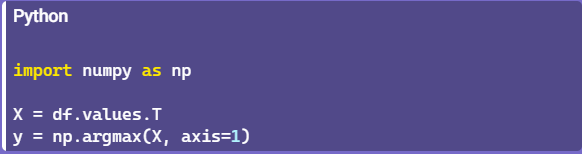 Python
import numpy as np
X = df.values.T
y = np.argmax(X, axis=1)